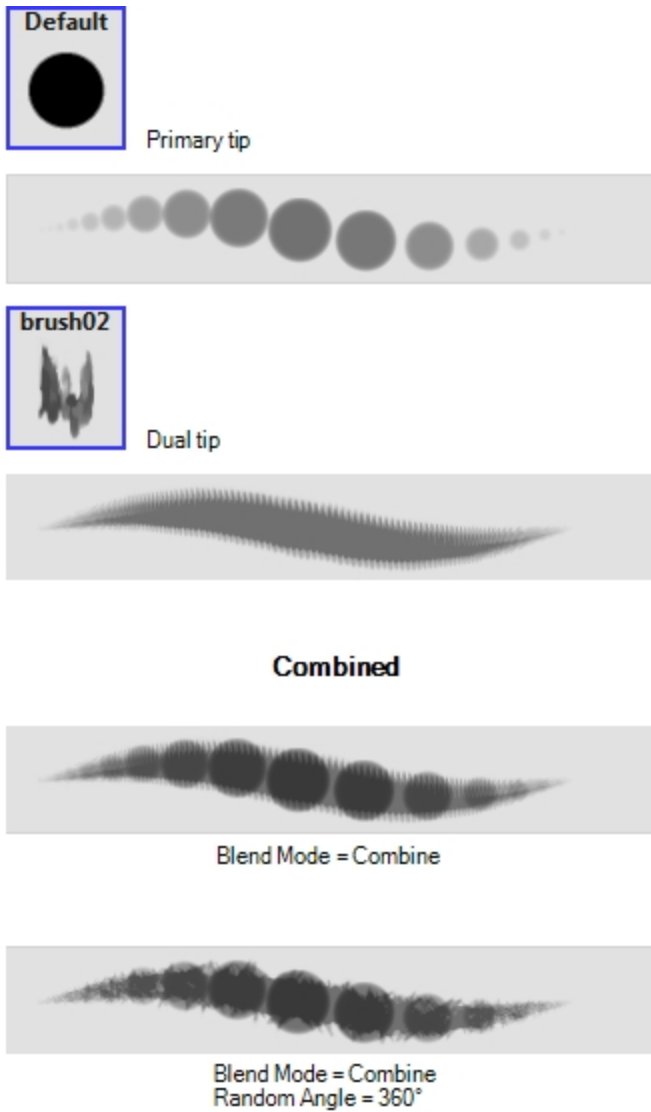 Default
Primary tip
brush02
Dual tip
Combined
Blend Mode = Combine
Blend Mode = Combine
Random Angle = 360°